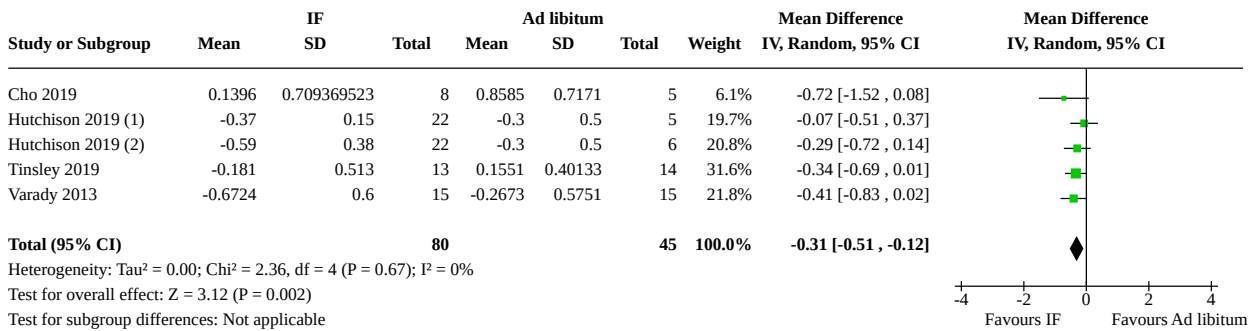 IF Ad libitum Mean Difference Mean Difference
Study or Subgroup Mean SD Total Mean SD Total Weight IV, Random, 95% CI IV, Random, 95% CI
Cho 2019 0.1396 0.709369523 8 0.8585 0.7171 5 6.1% -0.72 [-1.52 , 0.08]
Hutchison 2019 (1) -0.37 0.15 22 -0.3 0.5 5 19.7% -0.07 [-0.51 , 0.37]
Hutchison 2019 (2) -0.59 0.38 22 -0.3 0.5 6 20.8% -0.29 [-0.72 , 0.14]
Tinsley 2019 -0.181 0.513 13 0.1551 0.40133 14 31.6% -0.34 [-0.69 , 0.01]
Varady 2013 -0.6724 0.6 15 -0.2673 0.5751 15 21.8% -0.41 [-0.83 , 0.02]
Total (95% CI) 80 45 100.0% -0.31 [-0.51 , -0.12]
Heterogeneity: Tau² = 0.00; Chi² = 2.36, df = 4 (P = 0.67); I² = 0%
Test for overall effect: Z = 3.12 (P = 0.002) -4 -2 0 2 4
Test for subgroup differences: Not applicable Favours IF Favours Ad libitum